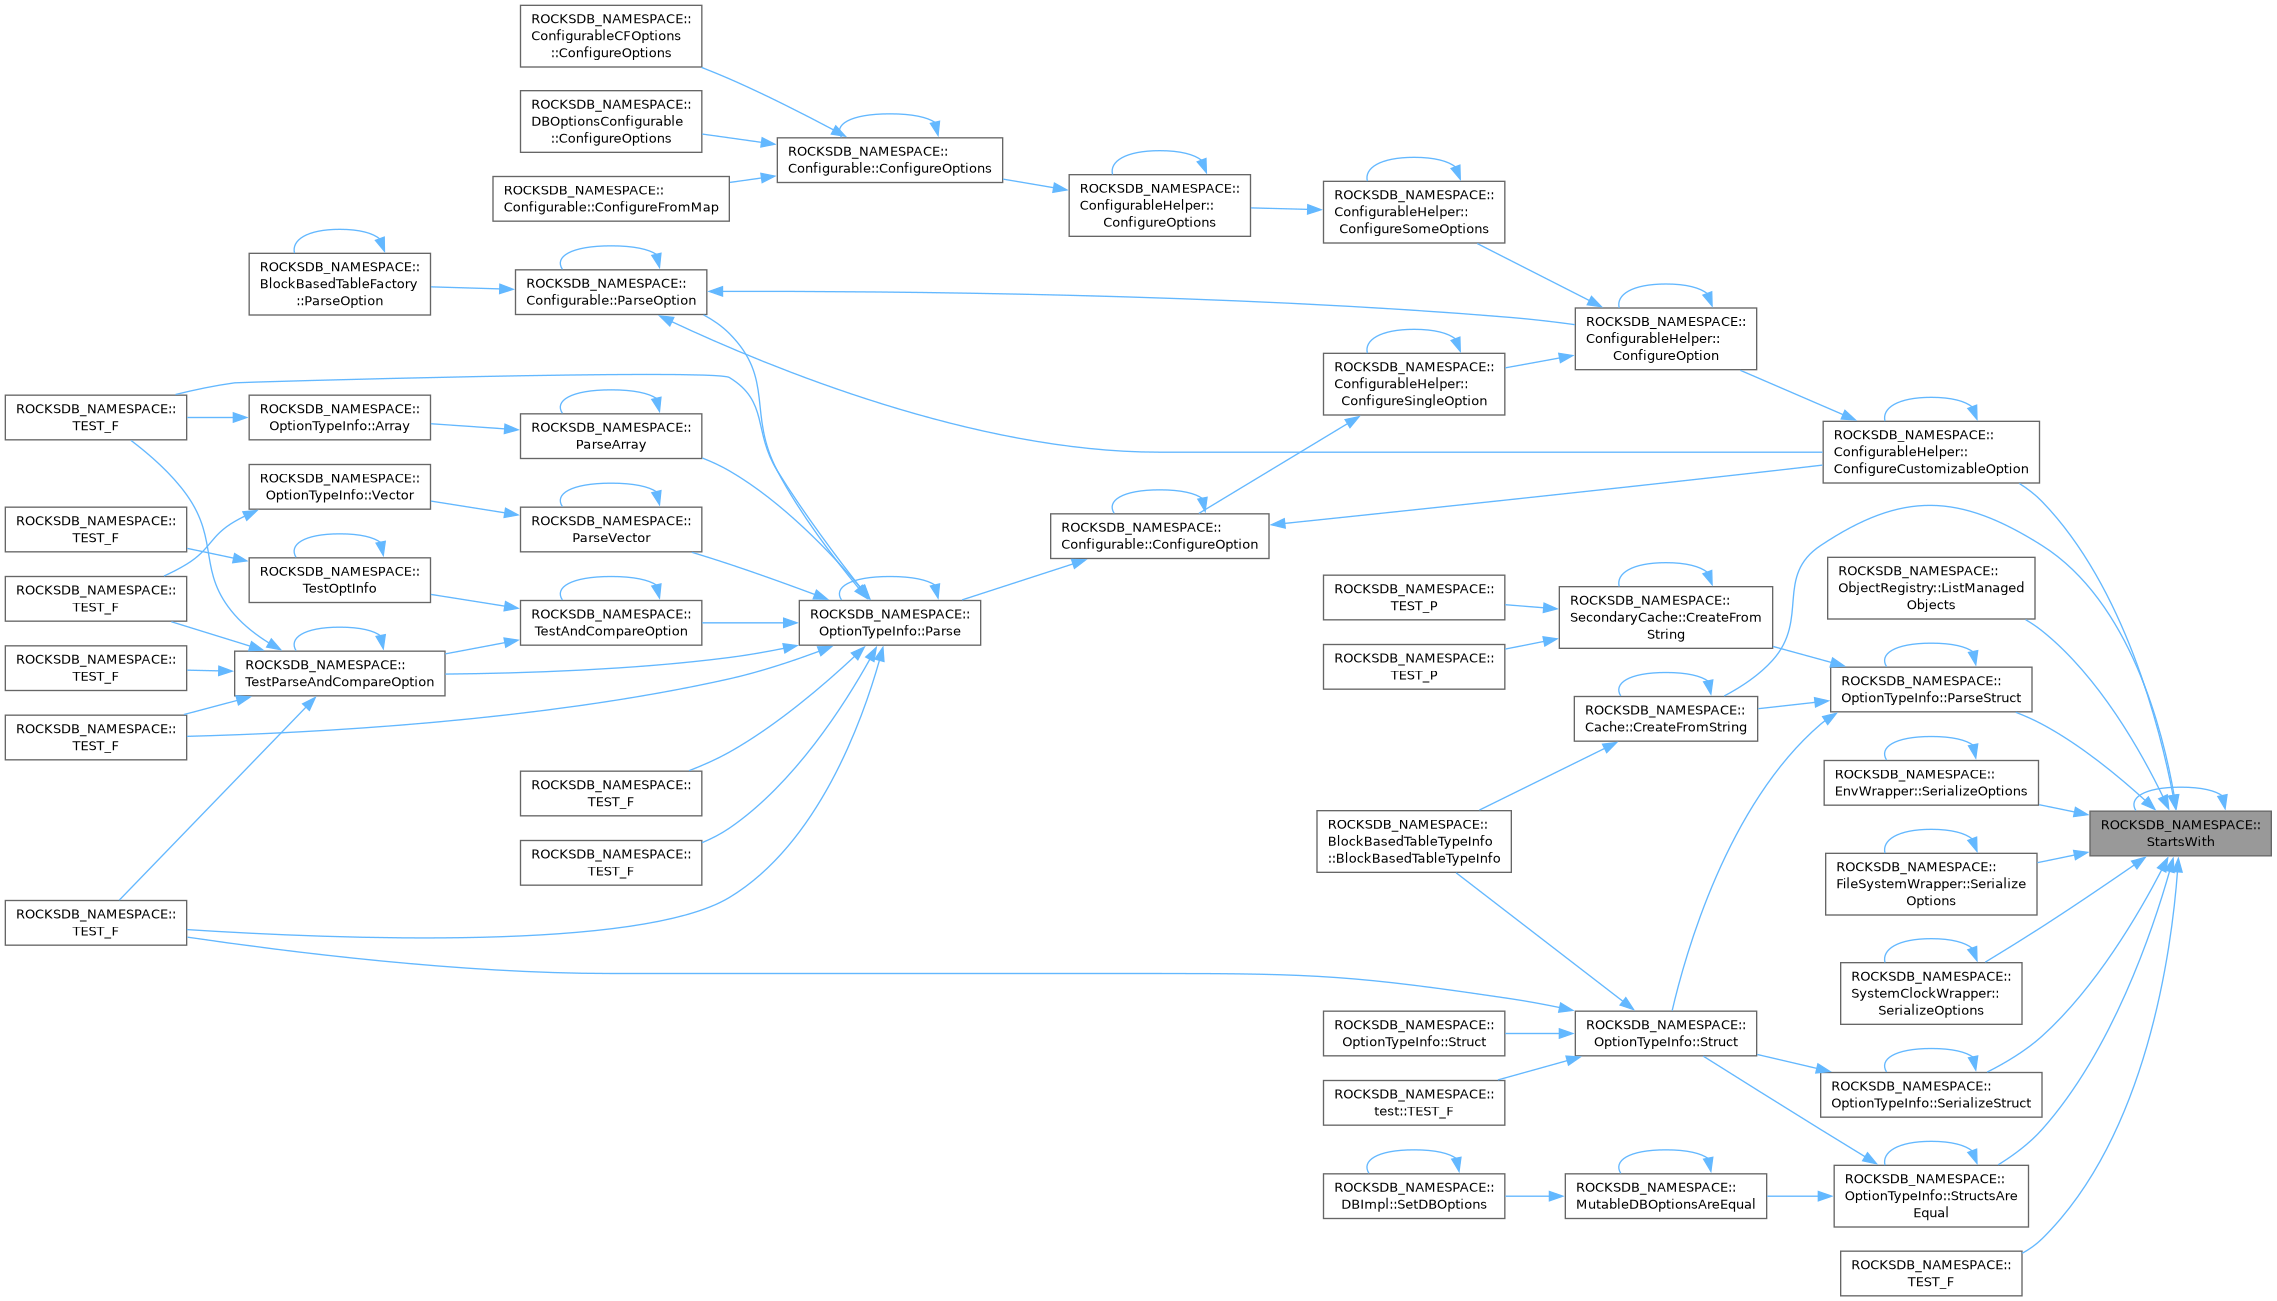 ROCKSDB_NAMESPACE::
ConfigurableCFOptions
::ConfigureOptions
ROCKSDB_NAMESPACE::
DBOptionsConfigurable
::ConfigureOptions
ROCKSDB_NAMESPACE::
Configurable::ConfigureOptions
ROCKSDB_NAMESPACE::
Configurable::ConfigureFromMap
ROCKSDB_NAMESPACE::
ConfigurableHelper::
ConfigureOptions
ROCKSDB_NAMESPACE::
ConfigurableHelper::
ConfigureSomeOptions
ROCKSDB_NAMESPACE::
BlockBasedTableFactory
::ParseOption
ROCKSDB_NAMESPACE::
Configurable::ParseOption
ROCKSDB_NAMESPACE::
ConfigurableHelper::
ConfigureOption
ROCKSDB_NAMESPACE::
ConfigurableHelper::
ConfigureSingleOption
ROCKSDB_NAMESPACE::
TEST_F
ROCKSDB_NAMESPACE::
OptionTypeInfo::Array
ROCKSDB_NAMESPACE::
ParseArray
ROCKSDB_NAMESPACE::
ConfigurableHelper::
ConfigureCustomizableOption
ROCKSDB_NAMESPACE::
OptionTypeInfo::Vector
ROCKSDB_NAMESPACE::
TEST_F
ROCKSDB_NAMESPACE::
ParseVector
ROCKSDB_NAMESPACE::
Configurable::ConfigureOption
ROCKSDB_NAMESPACE::
TestOptInfo
ROCKSDB_NAMESPACE::
ObjectRegistry::ListManaged
Objects
ROCKSDB_NAMESPACE::
TEST_F
ROCKSDB_NAMESPACE::
TestAndCompareOption
ROCKSDB_NAMESPACE::
OptionTypeInfo::Parse
ROCKSDB_NAMESPACE::
TEST_P
ROCKSDB_NAMESPACE::
SecondaryCache::CreateFrom
String
ROCKSDB_NAMESPACE::
TEST_F
ROCKSDB_NAMESPACE::
TestParseAndCompareOption
ROCKSDB_NAMESPACE::
TEST_P
ROCKSDB_NAMESPACE::
OptionTypeInfo::ParseStruct
ROCKSDB_NAMESPACE::
Cache::CreateFromString
ROCKSDB_NAMESPACE::
TEST_F
ROCKSDB_NAMESPACE::
EnvWrapper::SerializeOptions
ROCKSDB_NAMESPACE::
TEST_F
ROCKSDB_NAMESPACE::
BlockBasedTableTypeInfo
::BlockBasedTableTypeInfo
ROCKSDB_NAMESPACE::
StartsWith
ROCKSDB_NAMESPACE::
TEST_F
ROCKSDB_NAMESPACE::
FileSystemWrapper::Serialize
Options
ROCKSDB_NAMESPACE::
TEST_F
ROCKSDB_NAMESPACE::
SystemClockWrapper::
SerializeOptions
ROCKSDB_NAMESPACE::
OptionTypeInfo::Struct
ROCKSDB_NAMESPACE::
OptionTypeInfo::Struct
ROCKSDB_NAMESPACE::
test::TEST_F
ROCKSDB_NAMESPACE::
OptionTypeInfo::SerializeStruct
ROCKSDB_NAMESPACE::
DBImpl::SetDBOptions
ROCKSDB_NAMESPACE::
MutableDBOptionsAreEqual
ROCKSDB_NAMESPACE::
OptionTypeInfo::StructsAre
Equal
ROCKSDB_NAMESPACE::
TEST_F